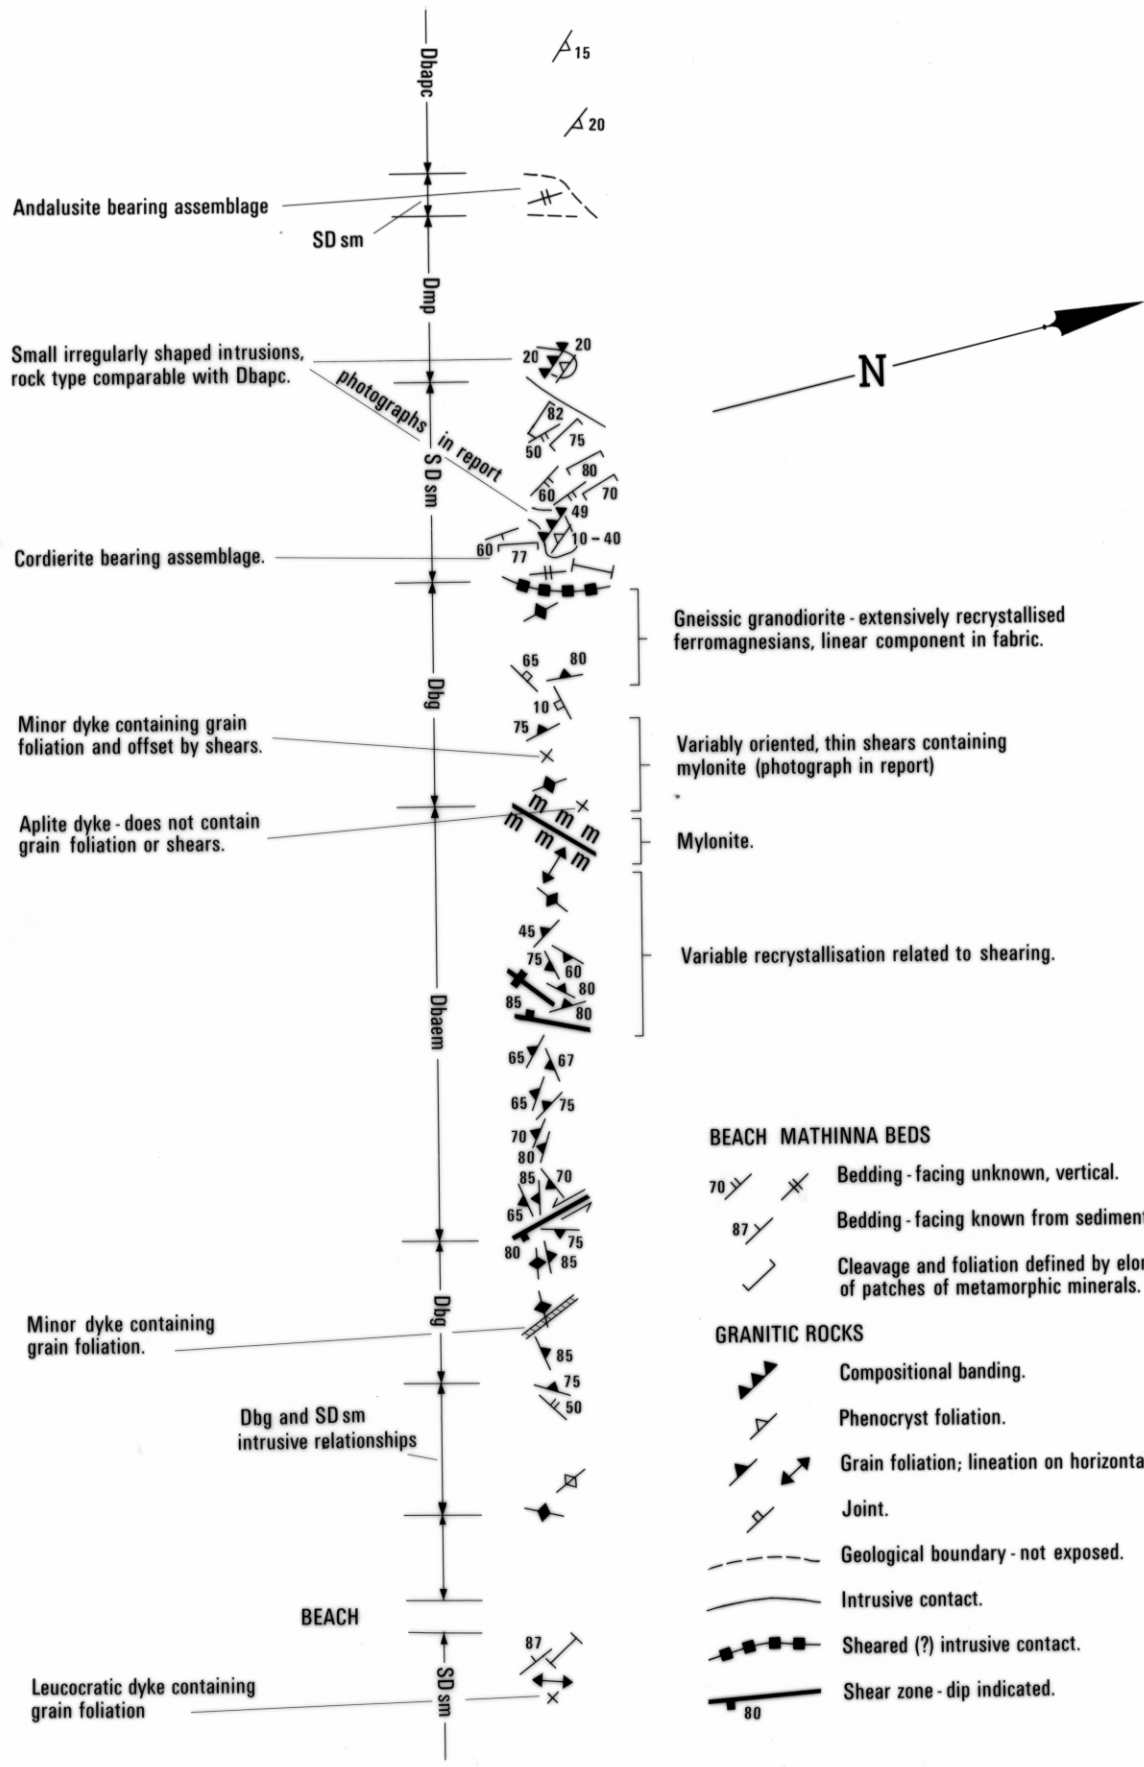 Dbapc
15
20
Andalusite bearing assemblage
SD sm
Dmp
Small irregularly shaped intrusions,
rock type comparable with Dbapc.
20
20
photographs in report
82
50
75
80
60
70
SD sm
49
10-40
Cordierite bearing assemblage.
60
77
N
Gneissic granodiorite - extensively recrystallised
ferromagnesians, linear component in fabric.
65
80
Dbg
10
75
Minor dyke containing grain
foliation and offset by shears.
Variably oriented, thin shears containing
mylonite (photograph in report)
Aplite dyke - does not contain
grain foliation or shears.
m m m m
m m m
Mylonite.
45
75
60
80
85
80
Variable recrystallisation related to shearing.
Dbaem
65
67
65
75
70
80
85
70
65
80
75
85
Dbg
Minor dyke containing
grain foliation.
85
75
50
Dbg and SD sm
intrusive relationships
BEACH
87
SD sm
Leucocratic dyke containing
grain foliation
BEACH MATHINNA BEDS
70
Bedding - facing unknown, vertical.
87
Bedding - facing known from sediment
Cleavage and foliation defined by elon
of patches of metamorphic minerals.
GRANITIC ROCKS
Compositional banding.
Phenocryst foliation.
Grain foliation; lineation on horizonta
Joint.
Geological boundary - not exposed.
Intrusive contact.
Sheared (?) intrusive contact.
Shear zone - dip indicated.
80